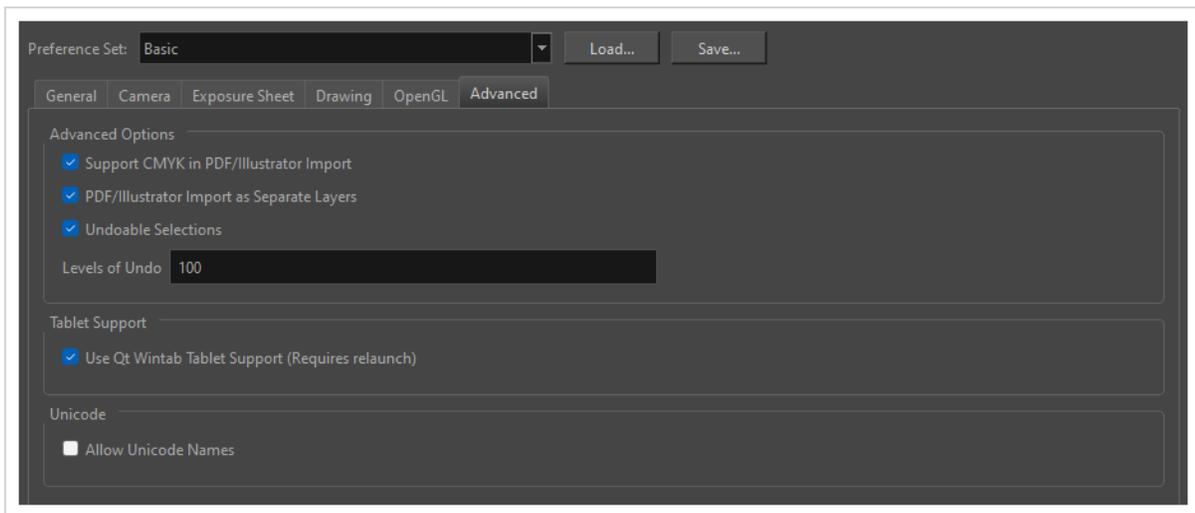 Preference Set: Basic Load... Save...
General Camera Exposure Sheet Drawing OpenGL Advanced
Advanced Options
Support CMYK in PDF/Illustrator Import
PDF/Illustrator Import as Separate Layers
Undoable Selections
Levels of Undo 100
Tablet Support
Use Qt Wintab Tablet Support (Requires relaunch)
Unicode
Allow Unicode Names